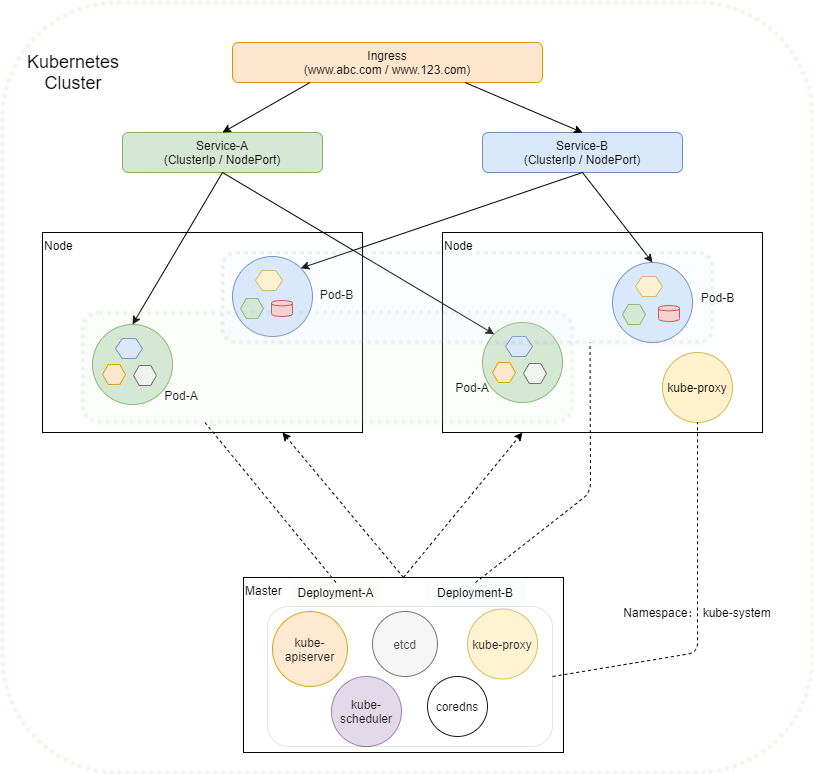 Kubernetes
Cluster
Ingress
(www.abc.com / www.123.com)
Service-A
(ClusterIp / NodePort)
Service-B
(ClusterIp / NodePort)
Node
Pod-B
Pod-A
Node
Pod-B
Pod-A
kube-proxy
Master
Deployment-A
Deployment-B
kube-
apiserver
etcd
kube-proxy
kube-
scheduler
coredns
Namespace： kube-system